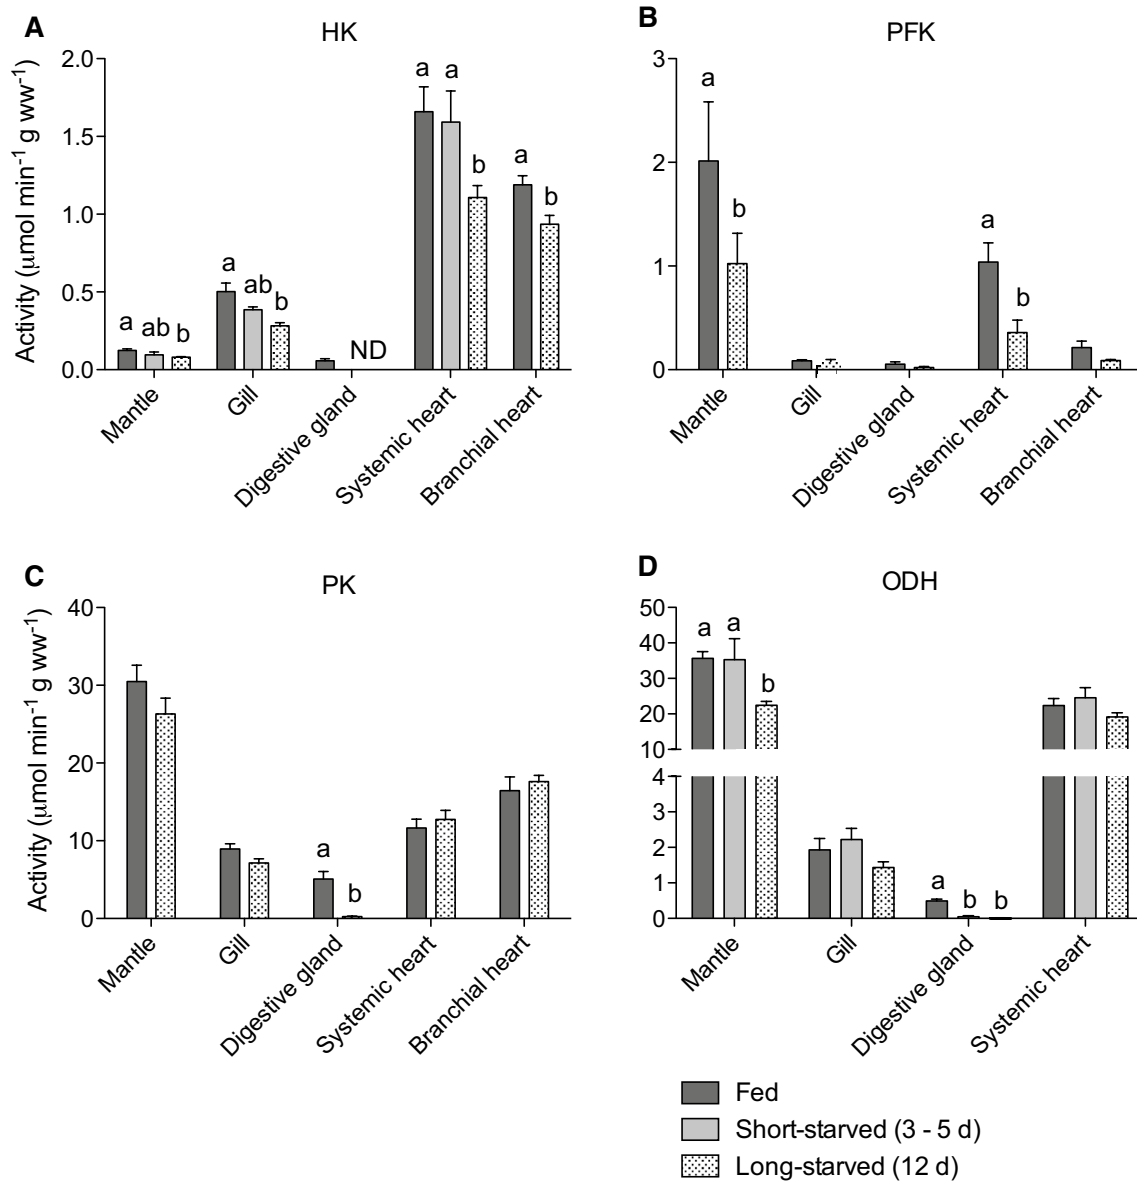 A
HK
Activity (µmol min-1 g ww-1)
2.0
1.5
1.0
0.5
0.0
a ab b
a ab b
ND
a a b
a b
Mantle
Gill
Digestive gland
Systemic heart
Branchial heart
B
PFK
3
2
1
0
a b
a b
Mantle
Gill
Digestive gland
Systemic heart
Branchial heart
C
PK
Activity (µmol min-1 g ww-1)
40
30
20
10
0
a b
Mantle
Gill
Digestive gland
Systemic heart
Branchial heart
D
ODH
50
40
30
20
10
4
3
2
1
0
a a b
a b b
Mantle
Gill
Digestive gland
Systemic heart
Fed
Short-starved (3 - 5 d)
Long-starved (12 d)